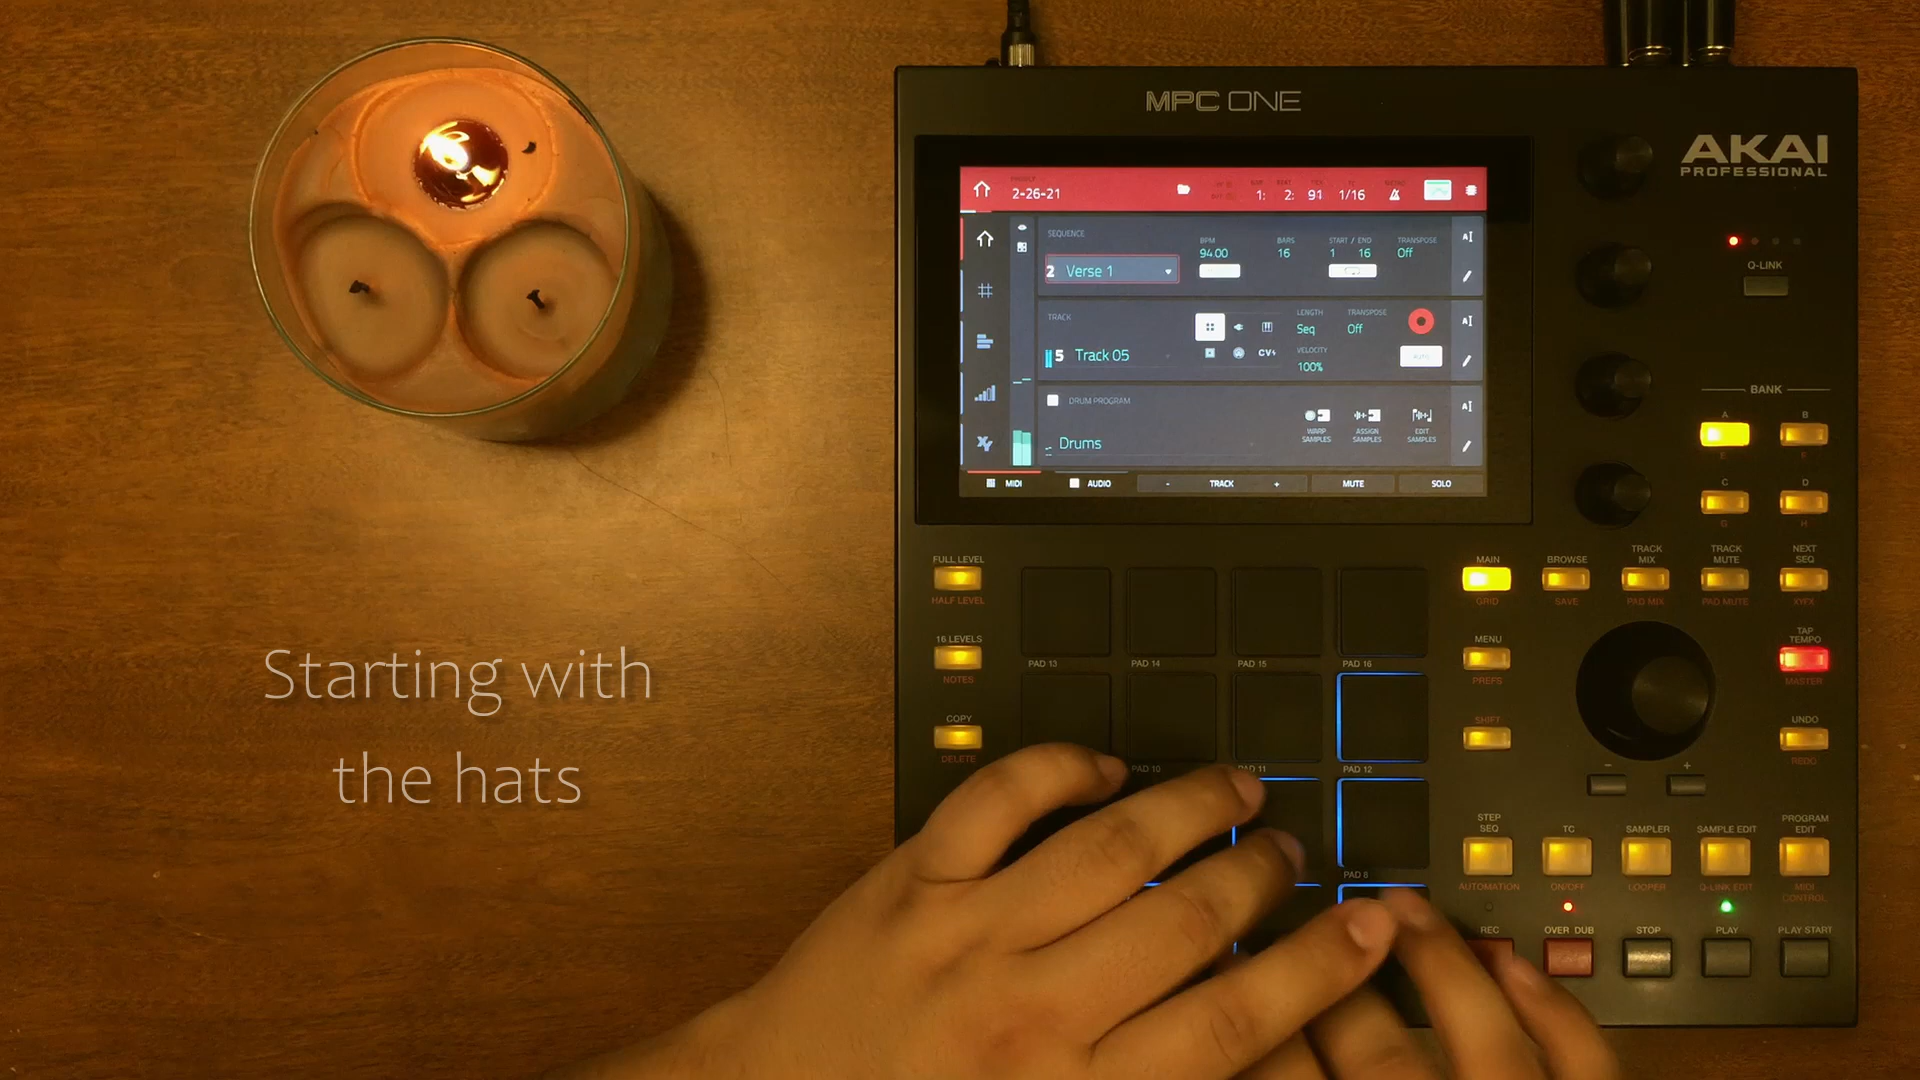 MPC ONE
AKAI
PROFESSIONAL
2-26-21
1: 2: 91 1/16
SEQUENCE
2 Verse 1
BPM
94.00
BARS
16
START / END
1 16
TRANSPOSE
Off
TRACK
5 Track 05
LENGTH
Seq
TRANSPOSE
Off
VELOCITY
100%
CV
DRUM PROGRAM
Drums
WARP SAMPLES
ASSIGN SAMPLES
EDIT SAMPLES
MIDI
AUDIO
- TRACK +
MUTE
SOLO
Q-LINK
BANK
A B
E F
C D
G H
FULL LEVEL
HALF LEVEL
16 LEVELS
NOTES
COPY
DELETE
PAD 13 PAD 14 PAD 15 PAD 16
PAD 10 PAD 11 PAD 12
PAD 8
MAIN
GRID
BROWSE
SAVE
TRACK MIX
PAD MIX
TRACK MUTE
PAD MUTE
NEXT SEQ
XYFX
MENU
PREFS
TAP TEMPO
MASTER
SHIFT
UNDO
REDO
- +
STEP SEQ
AUTOMATION
TC
ON/OFF
SAMPLER
LOOPER
SAMPLE EDIT
Q-LINK EDIT
PROGRAM EDIT
MIDI CONTROL
REC
OVER DUB
STOP
PLAY
PLAY START
Starting with
the hats